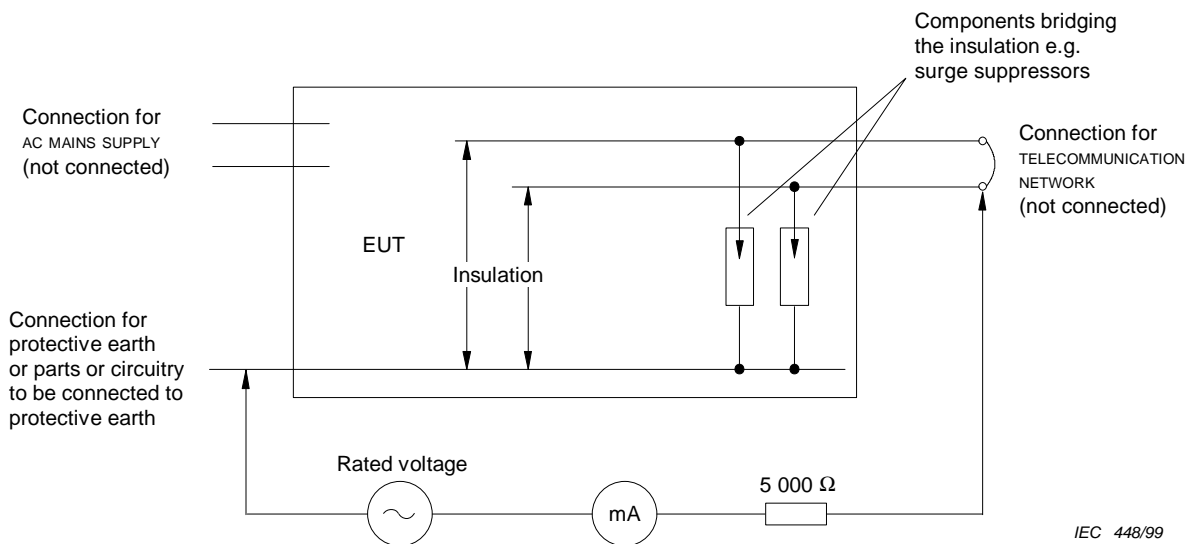 Components bridging
the insulation e.g.
surge suppressors
Connection for
AC MAINS SUPPLY
(not connected)
Connection for
TELECOMMUNICATION
NETWORK
(not connected)
EUT
Insulation
Connection for
protective earth
or parts or circuitry
to be connected to
protective earth
Rated voltage
mA
5 000 Ω
IEC 448/99